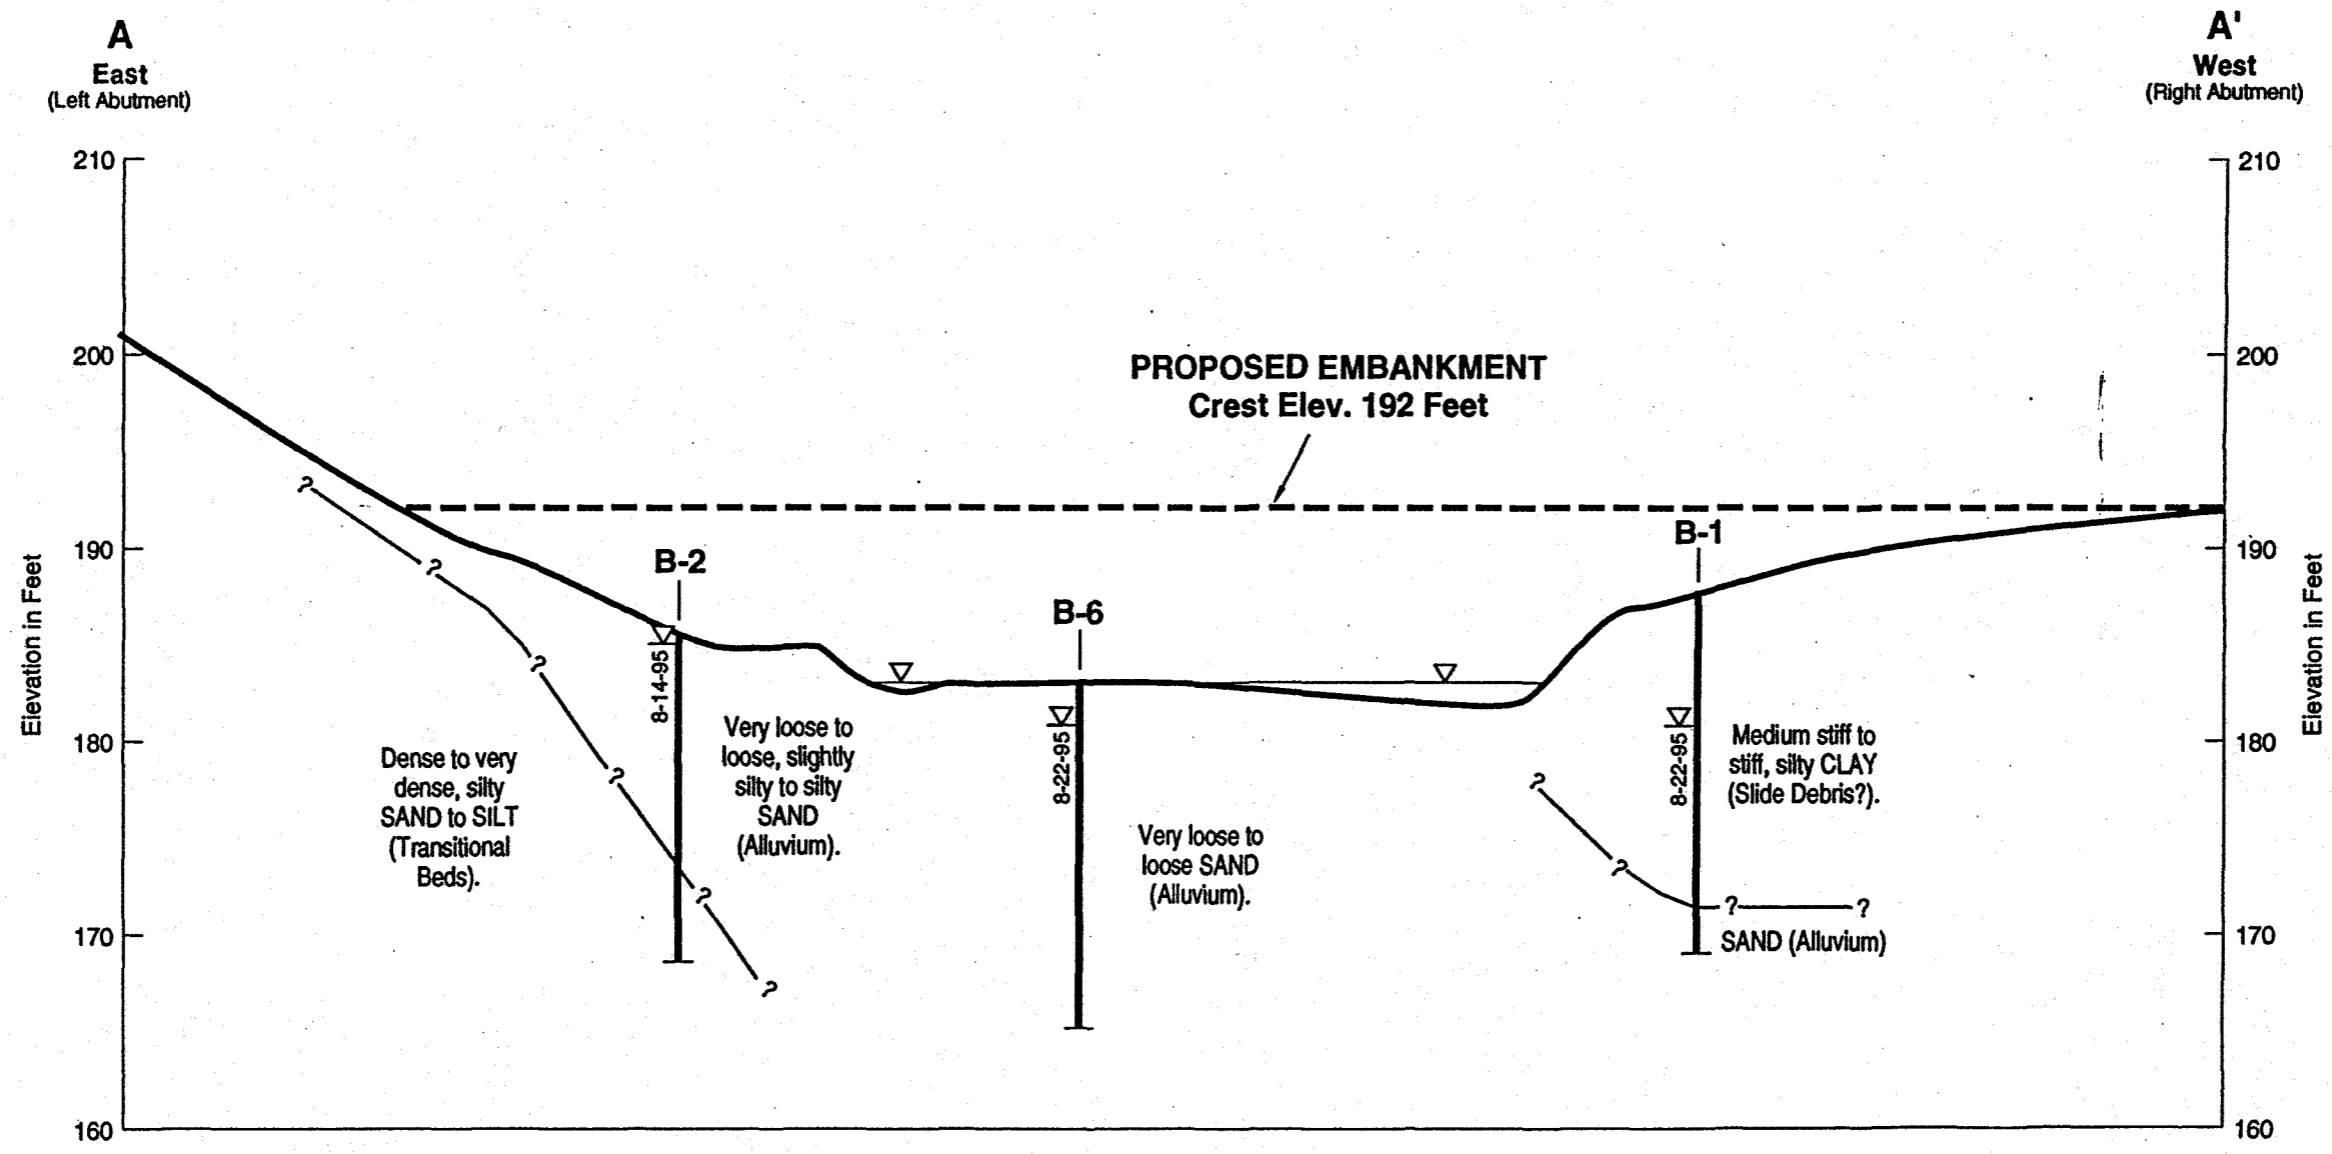 A
East
(Left Abutment)
A'
West
(Right Abutment)
210
200
190
180
170
160
Elevation in Feet
210
200
190
180
170
160
Elevation in Feet
PROPOSED EMBANKMENT
Crest Elev. 192 Feet
B-2
8-14-95
B-6
8-22-95
B-1
8-22-95
?
?
?
?
?
?
Dense to very
dense, silty
SAND to SILT
(Transitional
Beds).
Very loose to
loose, slightly
silty to silty
SAND
(Alluvium).
Very loose to
loose SAND
(Alluvium).
Medium stiff to
stiff, silty CLAY
(Slide Debris?).
?
?
?
?
SAND (Alluvium)